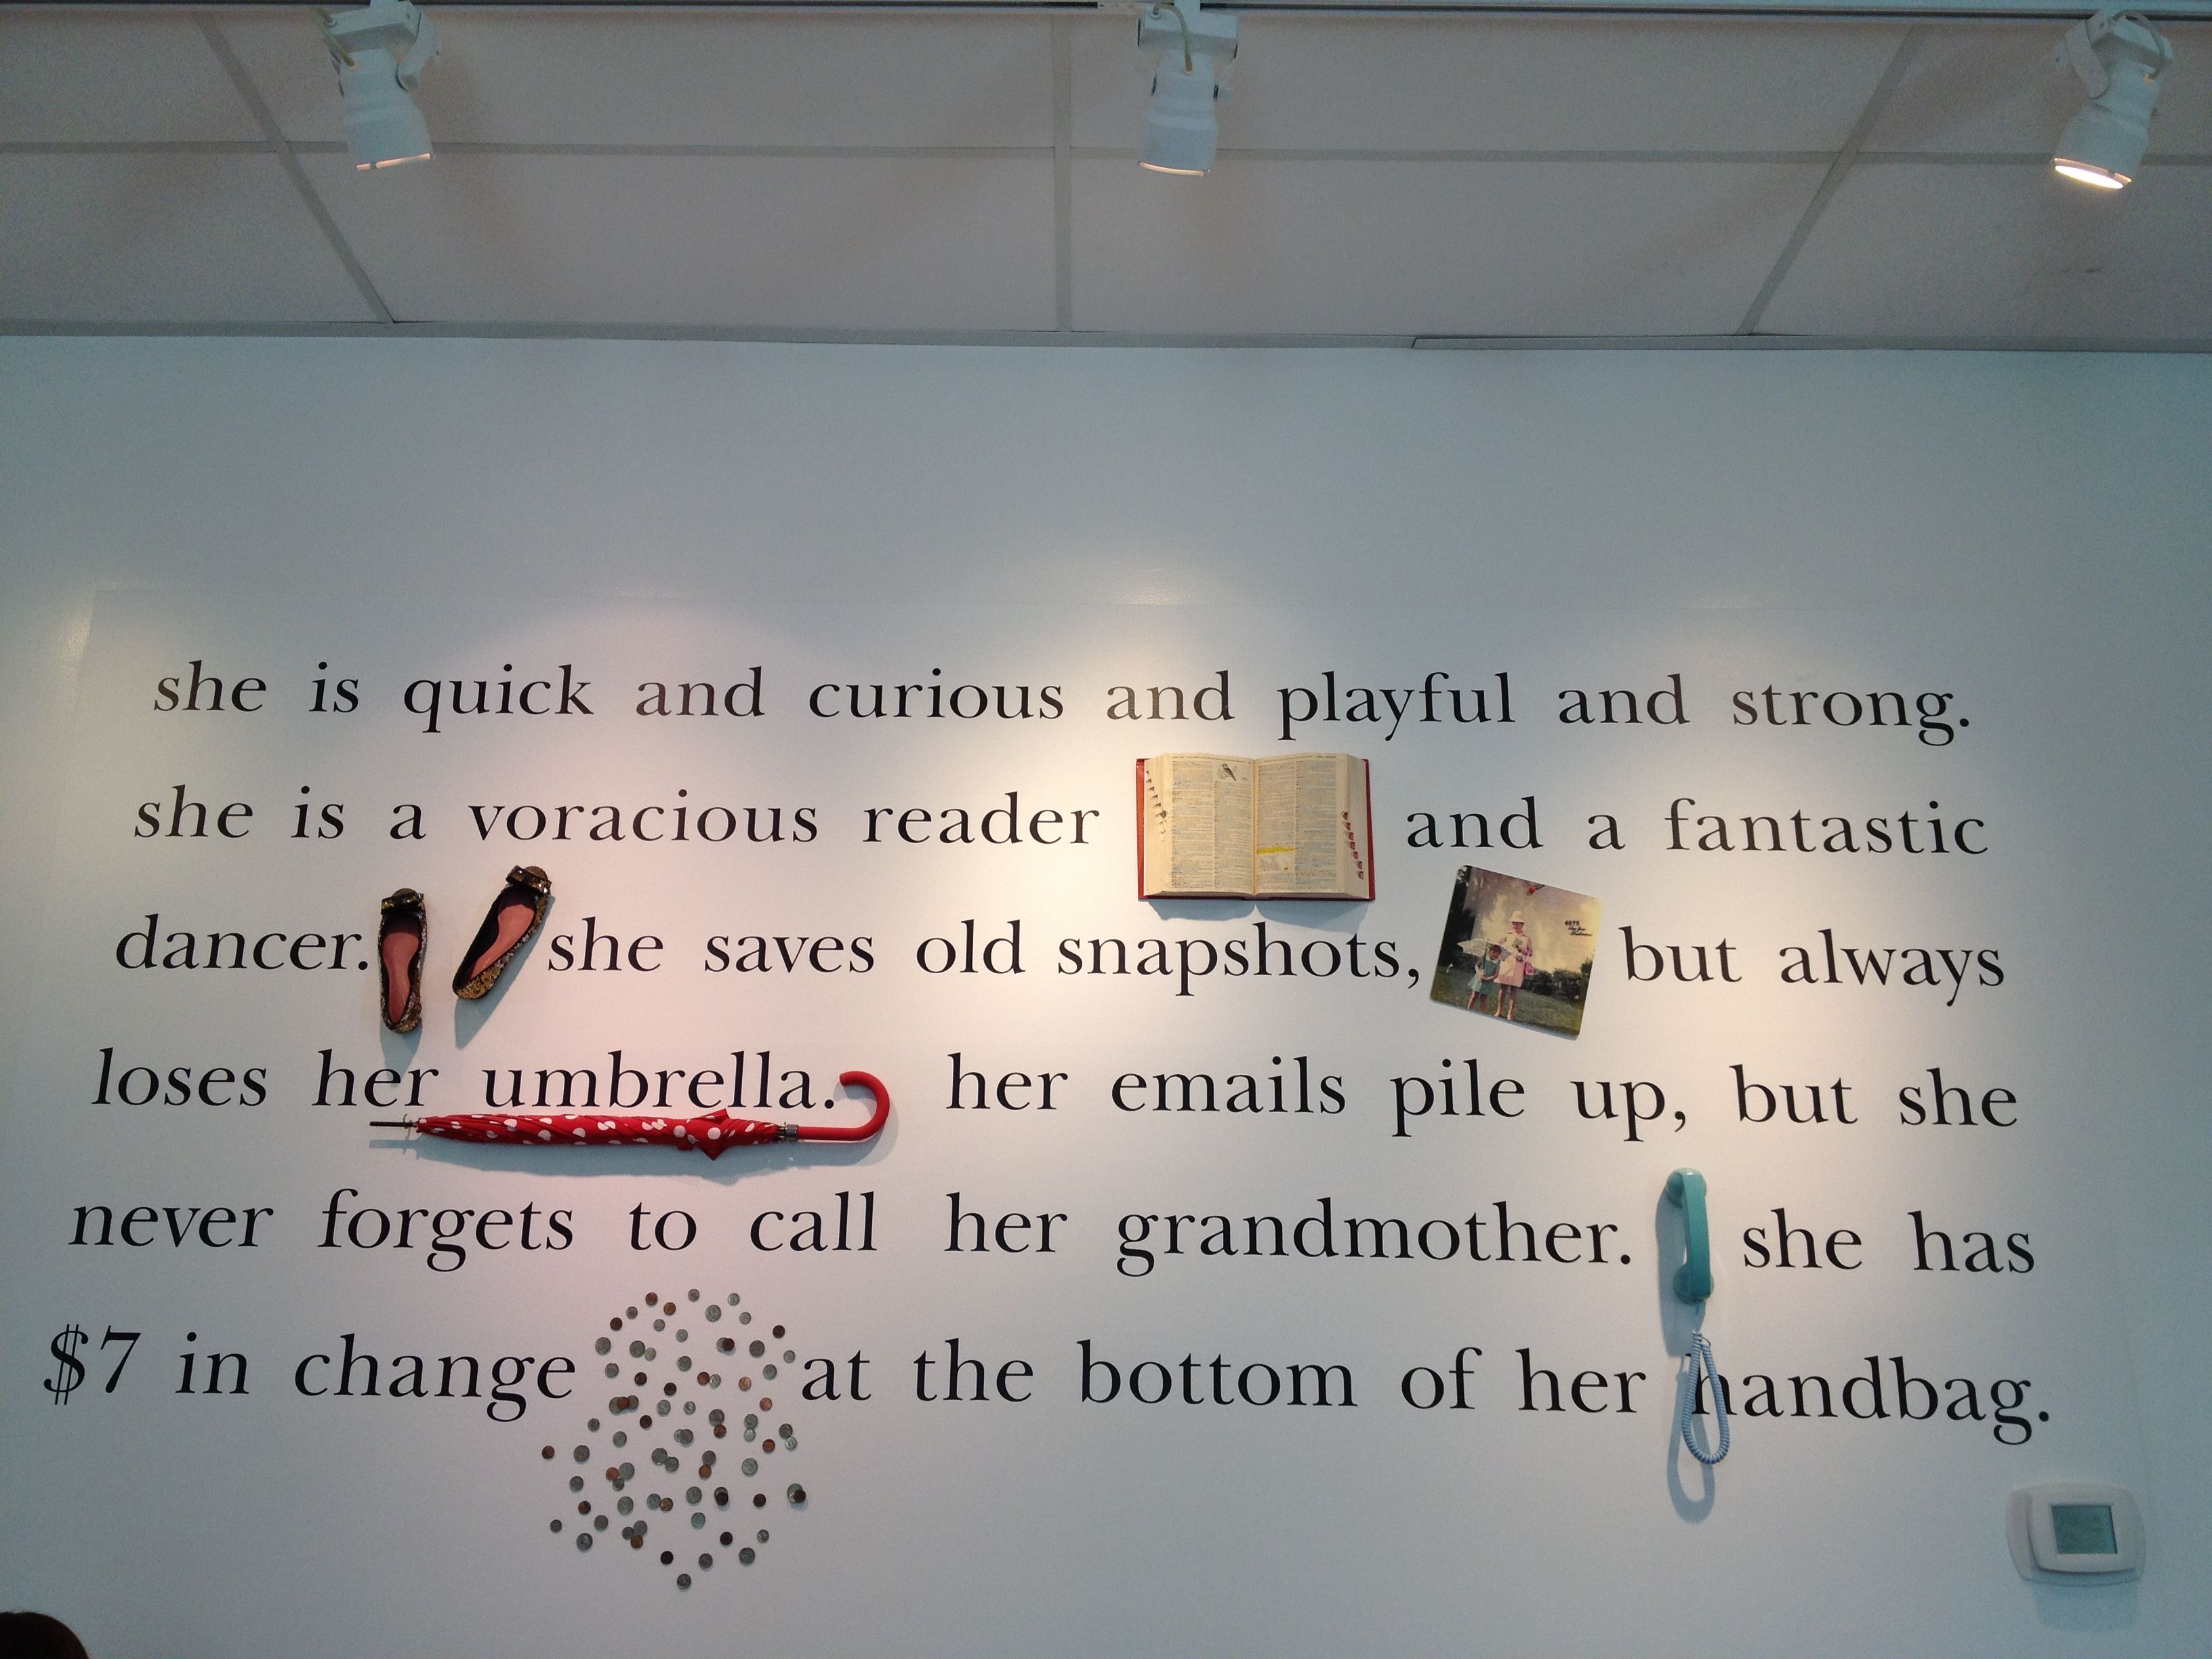 she is quick and curious and playful and strong.
she is a voracious reader and a fantastic
dancer. she saves old snapshots, but always
loses her umbrella. her emails pile up, but she
never forgets to call her grandmother. she has
$7 in change at the bottom of her handbag.